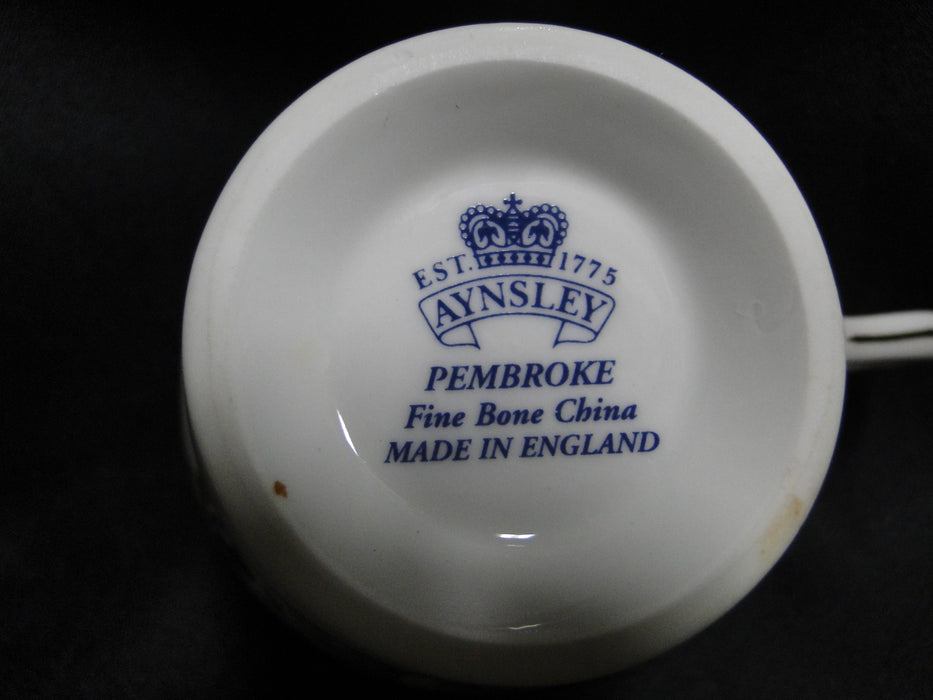 EST. 1775
AYNSLEY
PEMBROKE
Fine Bone China
MADE IN ENGLAND